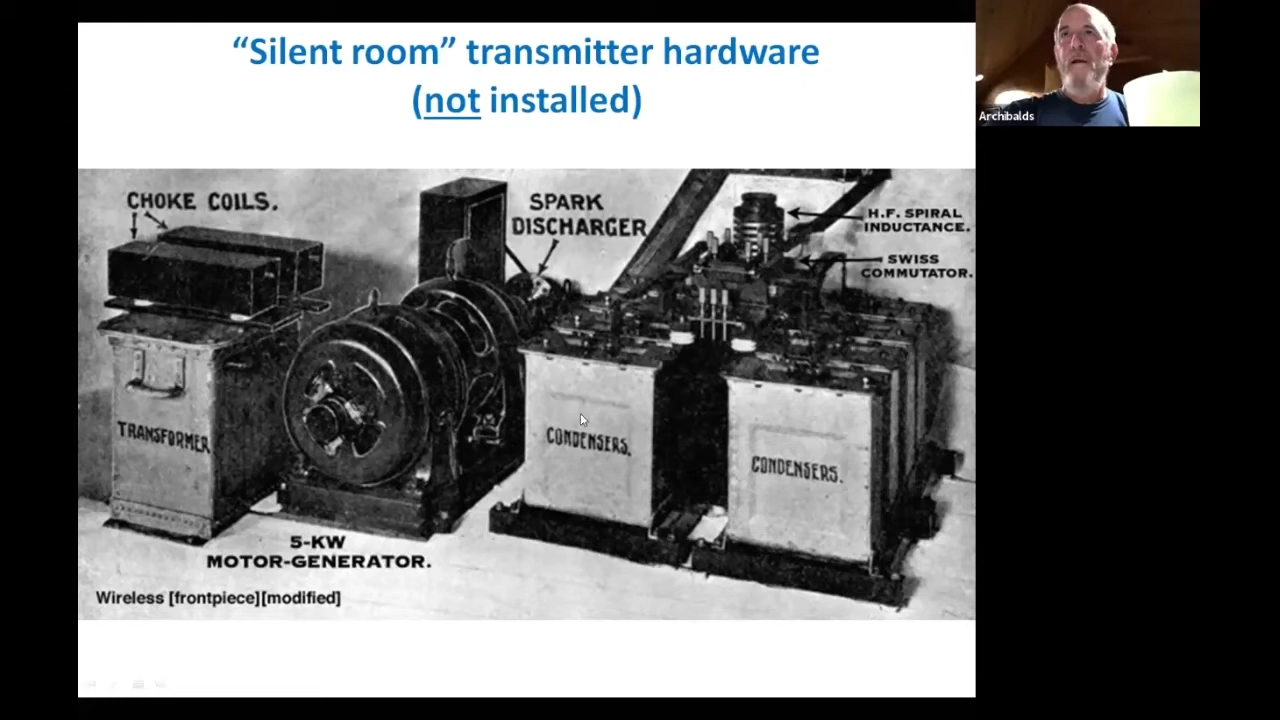 “Silent room” transmitter hardware
(not installed)
Archibalds
CHOKE COILS.
SPARK
DISCHARGER
H.F. SPIRAL
INDUCTANCE.
SWISS
COMMUTATOR.
TRANSFORMER
CONDENSERS.
CONDENSERS.
5-KW
MOTOR-GENERATOR.
Wireless [frontpiece][modified]